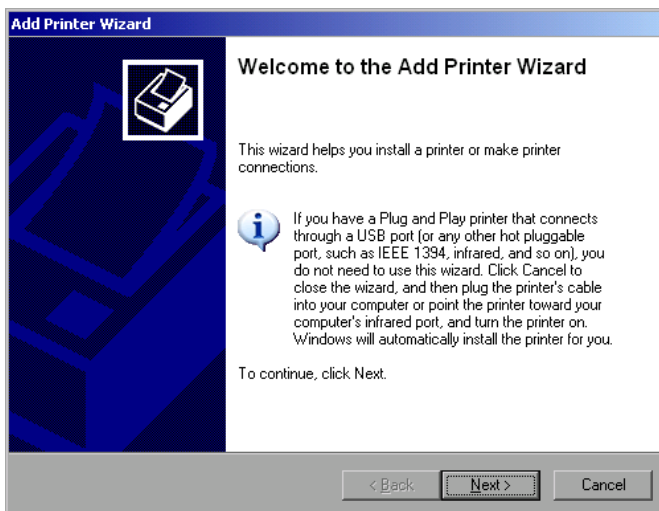 Add Printer Wizard
Welcome to the Add Printer Wizard
This wizard helps you install a printer or make printer
connections.
If you have a Plug and Play printer that connects
through a USB port (or any other hot pluggable
port, such as IEEE 1394, infrared, and so on), you
do not need to use this wizard. Click Cancel to
close the wizard, and then plug the printer's cable
into your computer or point the printer toward your
computer's infrared port, and turn the printer on.
Windows will automatically install the printer for you.
To continue, click Next.
< Back Next > Cancel